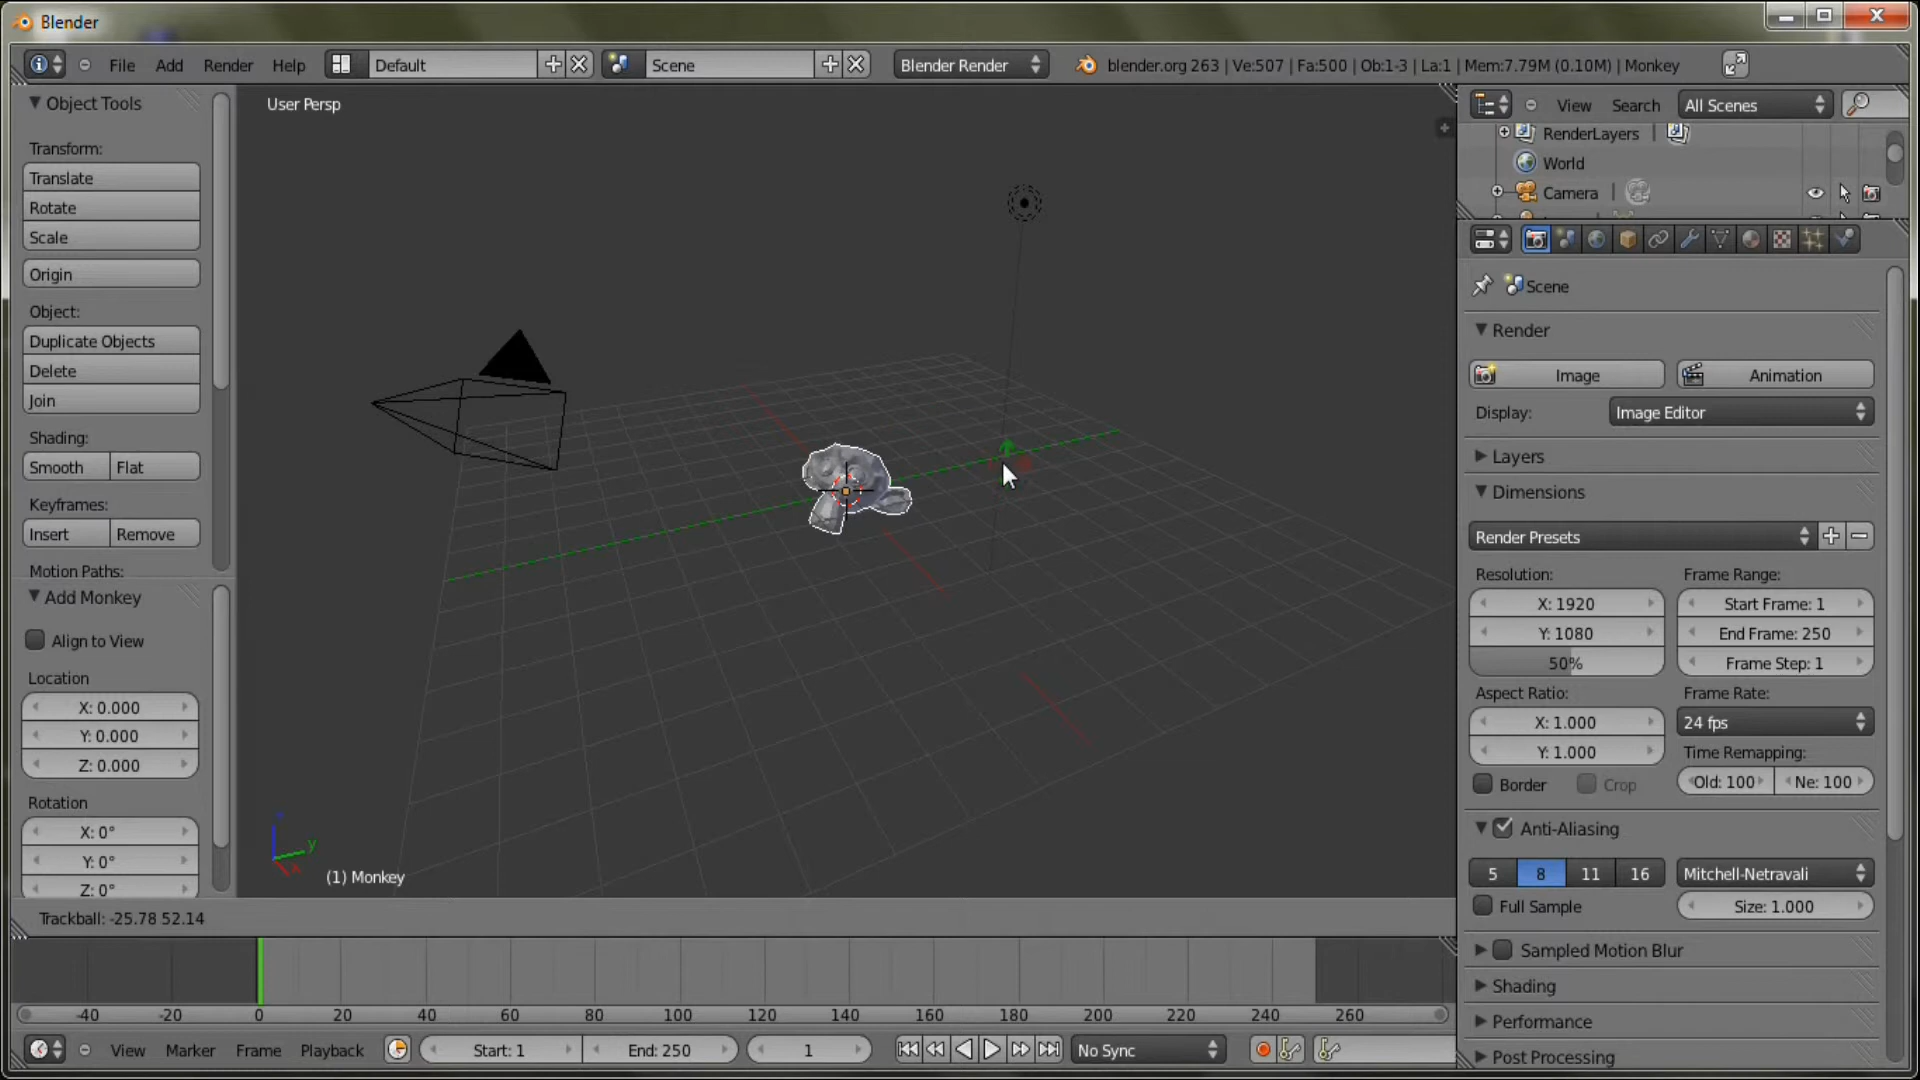 Blender
File Add Render Help Default Scene Blender Render blender.org 263 | Ve:507 | Fa:500 | Ob:1-3 | La:1 | Mem:7.79M (0.10M) | Monkey
Object Tools
Transform:
Translate
Rotate
Scale
Origin
Object:
Duplicate Objects
Delete
Join
Shading:
Smooth Flat
Keyframes:
Insert Remove
Motion Paths:
Add Monkey
Align to View
Location
X: 0.000
Y: 0.000
Z: 0.000
Rotation
X: 0°
Y: 0°
Z: 0°
User Persp
y
x
(1) Monkey
Trackball: -25.78 52.14
View Search All Scenes
RenderLayers
World
Camera
Scene
Render
Image Animation
Display: Image Editor
Layers
Dimensions
Render Presets
Resolution: Frame Range:
X: 1920 Start Frame: 1
Y: 1080 End Frame: 250
50% Frame Step: 1
Aspect Ratio: Frame Rate:
X: 1.000 24 fps
Y: 1.000 Time Remapping:
Border Crop Old: 100 Ne: 100
Anti-Aliasing
5 8 11 16 Mitchell-Netravali
Full Sample Size: 1.000
Sampled Motion Blur
Shading
Performance
Post Processing
-40 -20 0 20 40 60 80 100 120 140 160 180 200 220 240 260
View Marker Frame Playback Start: 1 End: 250 1 No Sync